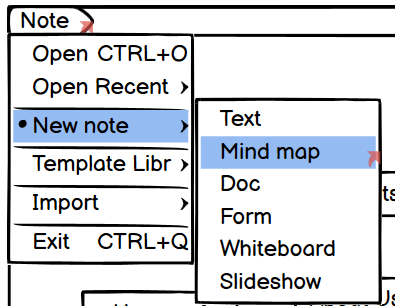 Note
Open CTRL+O
Open Recent
New note
Template Libr
Import
Exit CTRL+Q
Text
Mind map
Doc
Form
Whiteboard
Slideshow